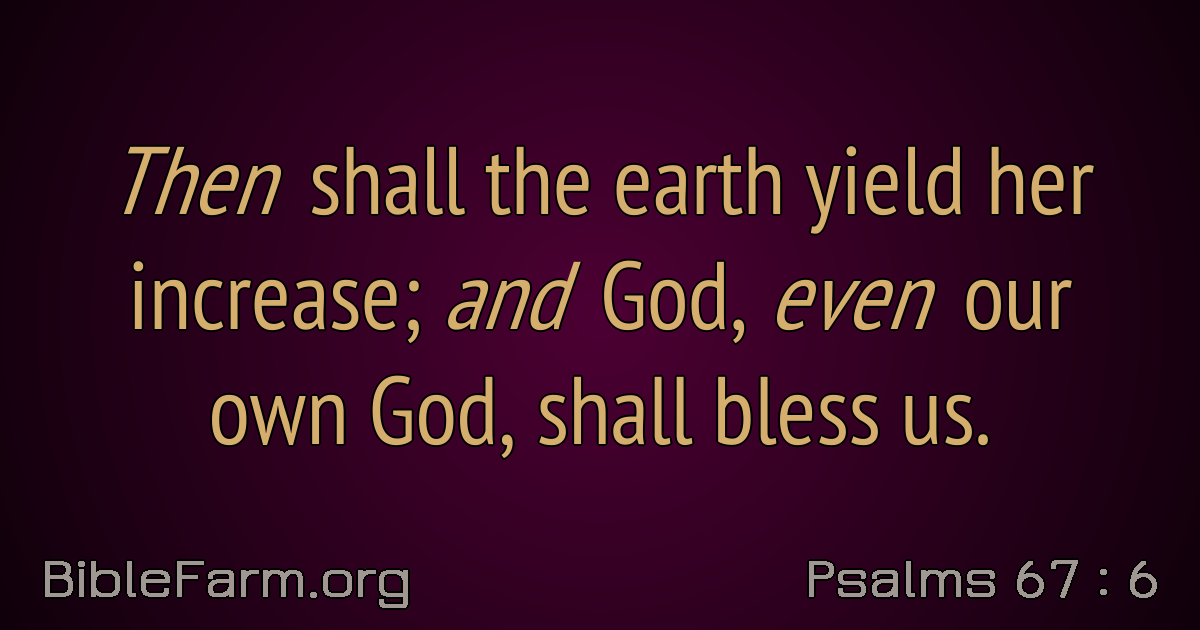 Then shall the earth yield her
increase; and God, even our
own God, shall bless us.
BibleFarm.org
Psalms 67 : 6